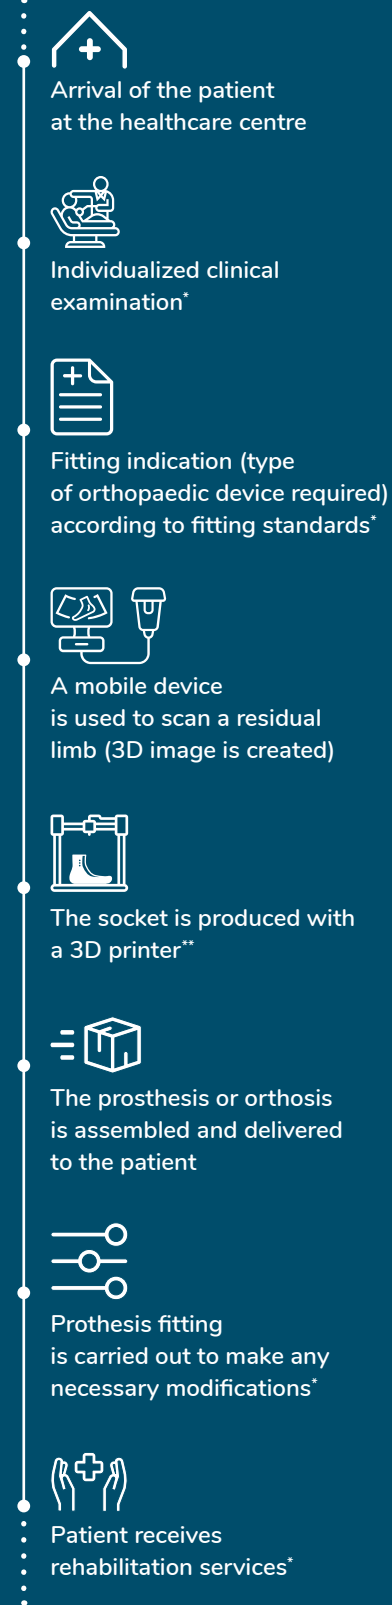 Arrival of the patient
at the healthcare centre
Individualized clinical
examination*
Fitting indication (type
of orthopaedic device required)
according to fitting standards*
A mobile device
is used to scan a residual
limb (3D image is created)
The socket is produced with
a 3D printer**
The prosthesis or orthosis
is assembled and delivered
to the patient
Prothesis fitting
is carried out to make any
necessary modifications*
Patient receives
rehabilitation services*